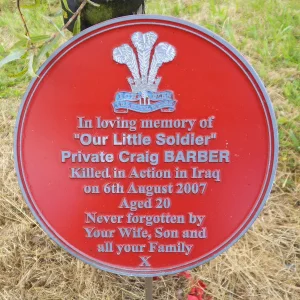 In loving memory of
"Our Little Soldier"
Private Craig BARBER
Killed in Action in Iraq
on 6th August 2007
Aged 20
Never forgotten by
Your Wife, Son and
all your Family
X